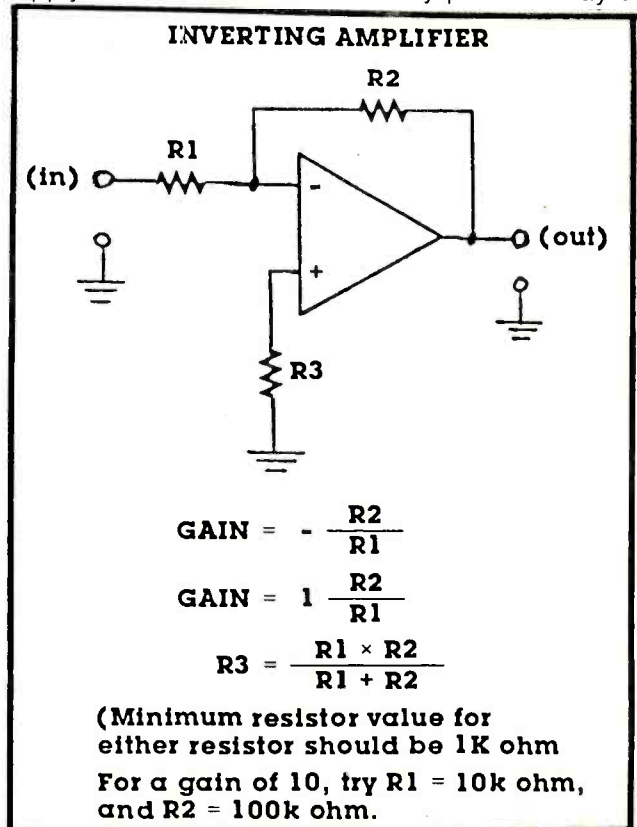 INVERTING AMPLIFIER
R2
R1
(in)
-
(out)
+
R3
GAIN = - R2
R1
GAIN = 1 R2
R1
R3 = R1 × R2
R1 + R2
(Minimum resistor value for
either resistor should be 1K ohm
For a gain of 10, try R1 = 10k ohm,
and R2 = 100k ohm.